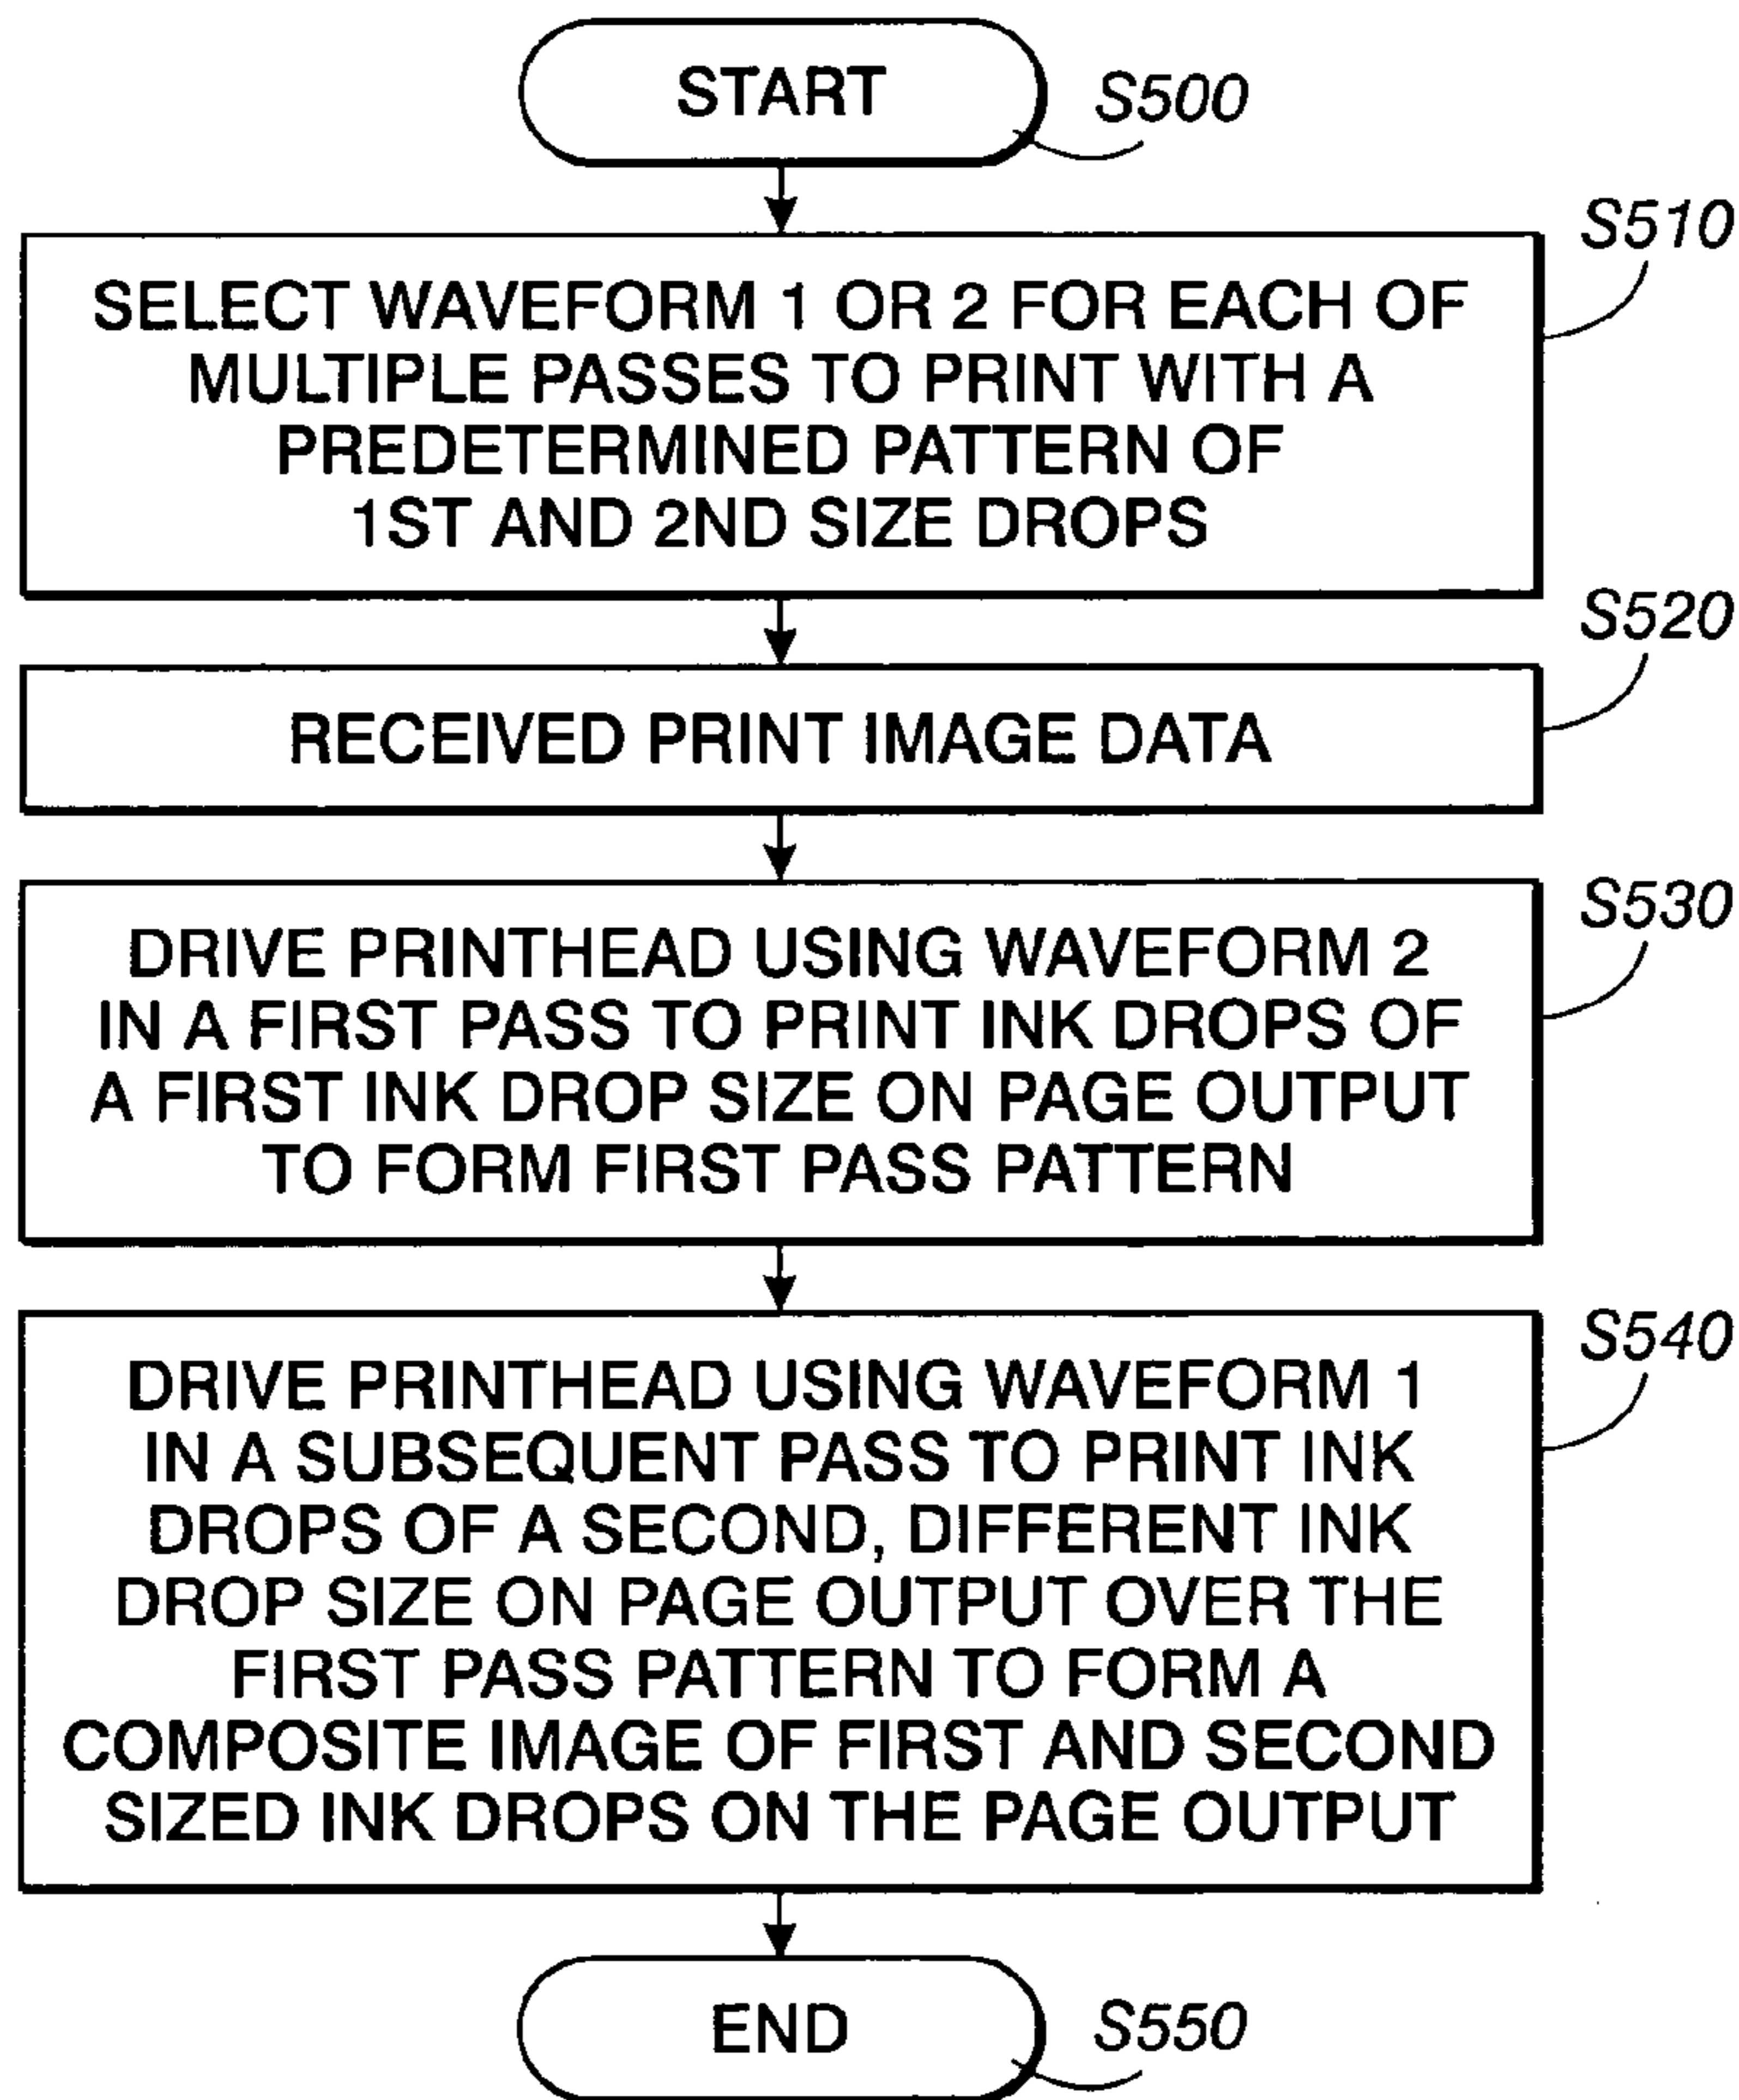 START
S500
S510
SELECT WAVEFORM 1 OR 2 FOR EACH OF
MULTIPLE PASSES TO PRINT WITH A
PREDETERMINED PATTERN OF
1ST AND 2ND SIZE DROPS
S520
RECEIVED PRINT IMAGE DATA
S530
DRIVE PRINTHEAD USING WAVEFORM 2
IN A FIRST PASS TO PRINT INK DROPS OF
A FIRST INK DROP SIZE ON PAGE OUTPUT
TO FORM FIRST PASS PATTERN
S540
DRIVE PRINTHEAD USING WAVEFORM 1
IN A SUBSEQUENT PASS TO PRINT INK
DROPS OF A SECOND, DIFFERENT INK
DROP SIZE ON PAGE OUTPUT OVER THE
FIRST PASS PATTERN TO FORM A
COMPOSITE IMAGE OF FIRST AND SECOND
SIZED INK DROPS ON THE PAGE OUTPUT
END
S550